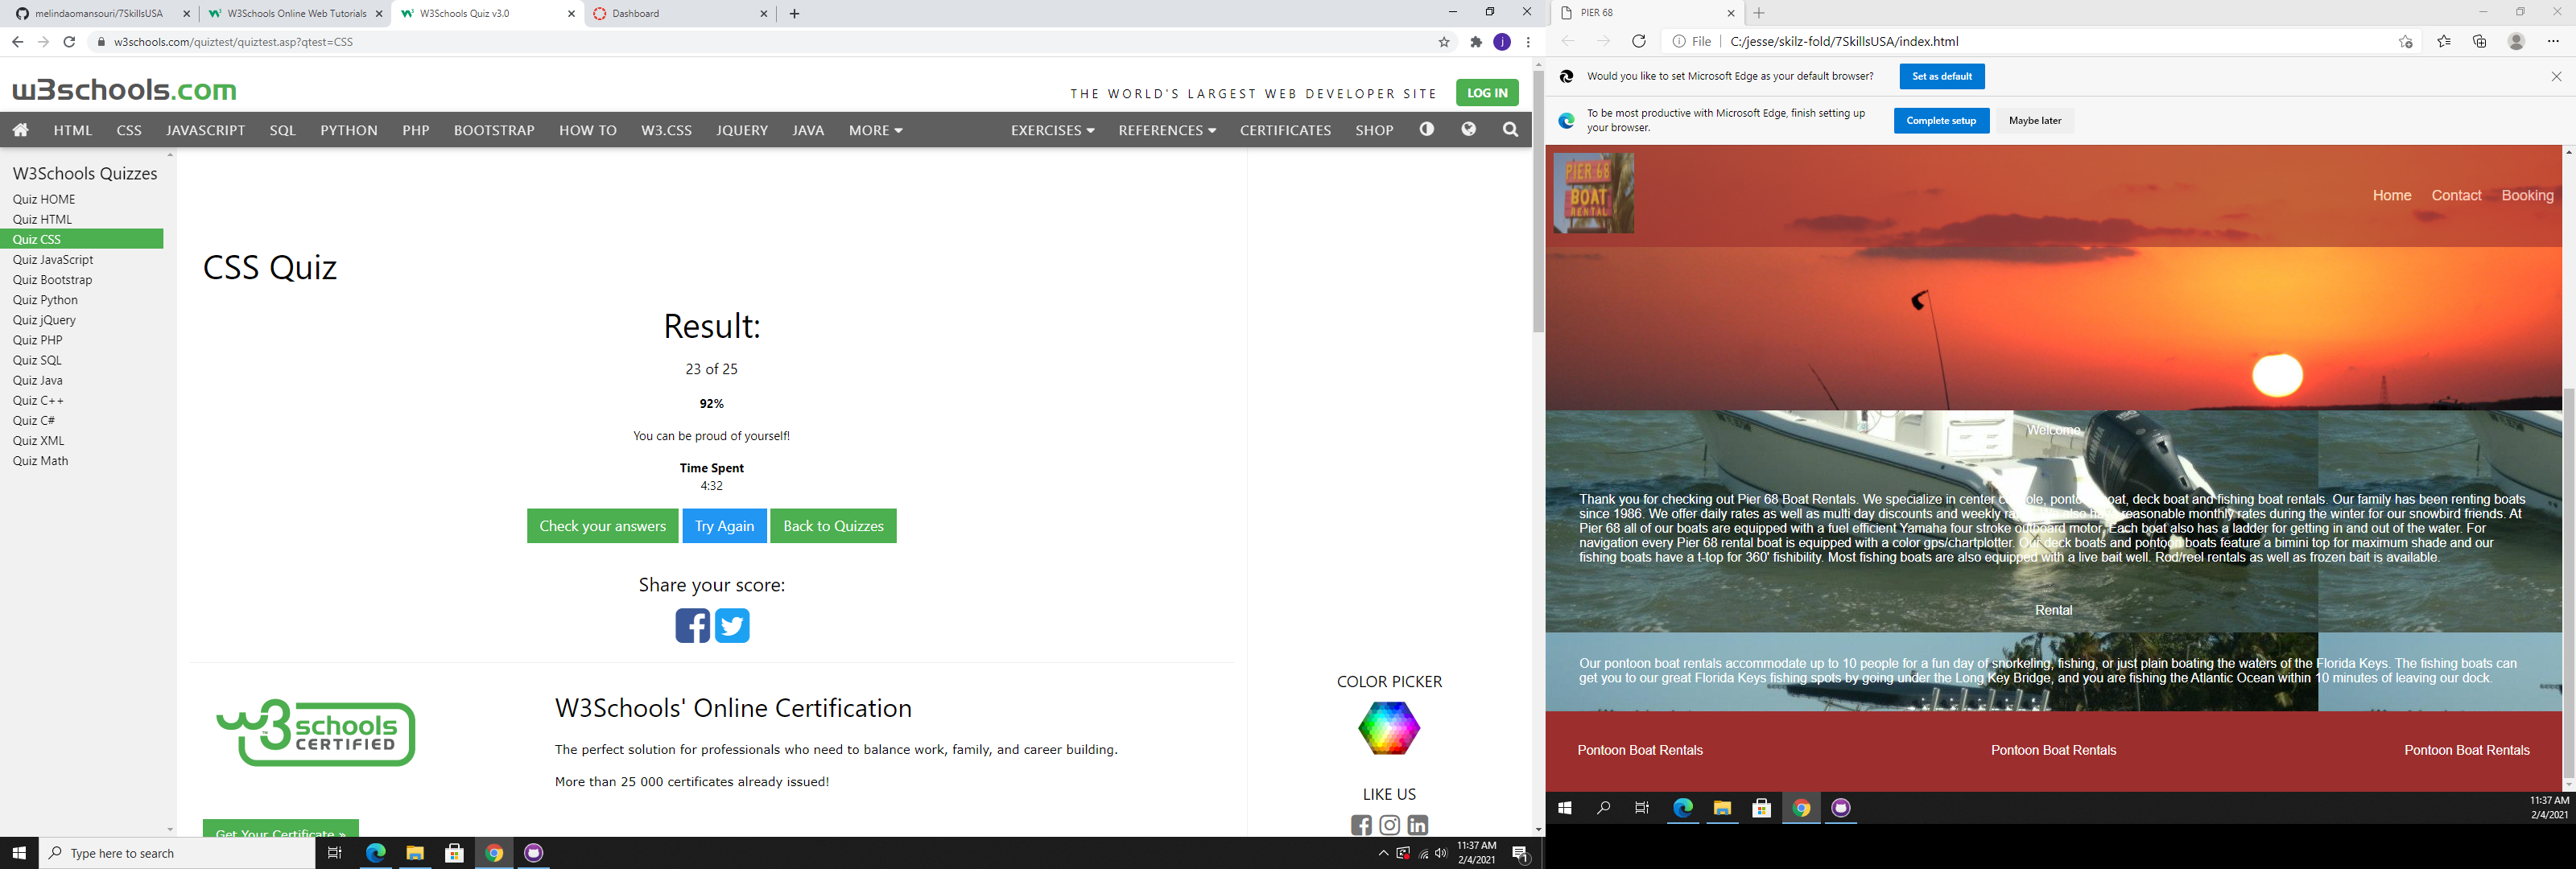 melindaomansouri/7SkillsUSA
W3Schools Online Web Tutorials
W3Schools Quiz v3.0
Dashboard
w3schools.com/quiztest/quiztest.asp?qtest=CSS
j
w3schools.com
THE WORLD'S LARGEST WEB DEVELOPER SITE
LOG IN
HTML CSS JAVASCRIPT SQL PYTHON PHP BOOTSTRAP HOW TO W3.CSS JQUERY JAVA MORE EXERCISES REFERENCES CERTIFICATES SHOP
W3Schools Quizzes
Quiz HOME
Quiz HTML
Quiz CSS
Quiz JavaScript
Quiz Bootstrap
Quiz Python
Quiz jQuery
Quiz PHP
Quiz SQL
Quiz Java
Quiz C++
Quiz C#
Quiz XML
Quiz Math
CSS Quiz
Result:
23 of 25
92%
You can be proud of yourself!
Time Spent
4:32
Check your answers
Try Again
Back to Quizzes
Share your score:
w3schools
CERTIFIED
W3Schools' Online Certification
The perfect solution for professionals who need to balance work, family, and career building.
More than 25 000 certificates already issued!
Get Your Certificate »
COLOR PICKER
LIKE US
Type here to search
11:37 AM
2/4/2021
1
PIER 68
File
C:/jesse/skilz-fold/7SkillsUSA/index.html
Would you like to set Microsoft Edge as your default browser?
Set as default
To be most productive with Microsoft Edge, finish setting up
your browser.
Complete setup
Maybe later
PIER 68
BOAT
RENTAL
Home Contact Booking
Welcome
Thank you for checking out Pier 68 Boat Rentals. We specialize in center console, pontoon boat, deck boat and fishing boat rentals. Our family has been renting boats
since 1986. We offer daily rates as well as multi day discounts and weekly rates. We also have reasonable monthly rates during the winter for our snowbird friends. At
Pier 68 all of our boats are equipped with a fuel efficient Yamaha four stroke outboard motor. Each boat also has a ladder for getting in and out of the water. For
navigation every Pier 68 rental boat is equipped with a color gps/chartplotter. Our deck boats and pontoon boats feature a bimini top for maximum shade and our
fishing boats have a t-top for 360' fishibility. Most fishing boats are also equipped with a live bait well. Rod/reel rentals as well as frozen bait is available.
Rental
Our pontoon boat rentals accommodate up to 10 people for a fun day of snorkeling, fishing, or just plain boating the waters of the Florida Keys. The fishing boats can
get you to our great Florida Keys fishing spots by going under the Long Key Bridge, and you are fishing the Atlantic Ocean within 10 minutes of leaving our dock.
Pontoon Boat Rentals
Pontoon Boat Rentals
Pontoon Boat Rentals
11:37 AM
2/4/2021